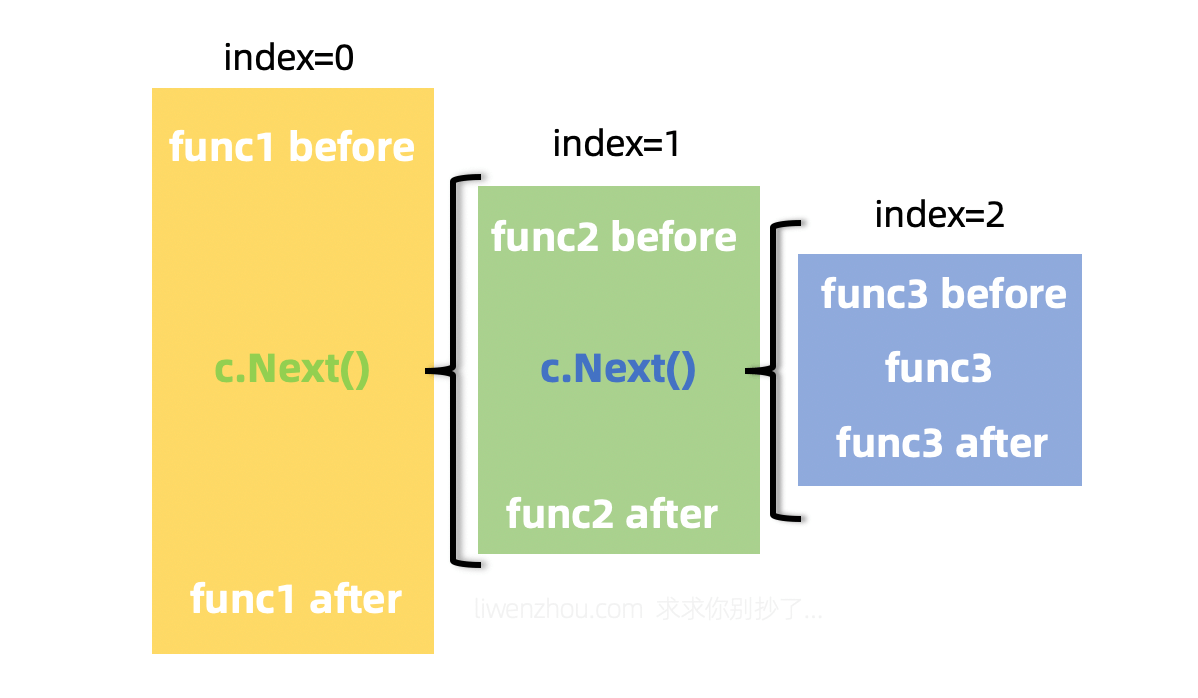 index=0
func1 before
c.Next()
func1 after
index=1
func2 before
c.Next()
func2 after
index=2
func3 before
func3
func3 after
liwenzhou.com 求求你别抄了...